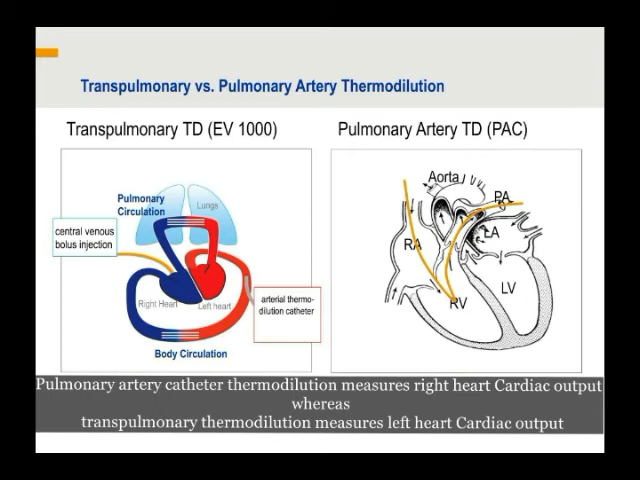 Transpulmonary vs. Pulmonary Artery Thermodilution
Transpulmonary TD (EV 1000)
Pulmonary Artery TD (PAC)
Pulmonary
Circulation
Lungs
central venous
bolus injection
Right Heart
Left heart
arterial thermo-
dilution catheter
Body Circulation
Aorta
PA
RA
LA
LV
RV
Pulmonary artery catheter thermodilution measures right heart Cardiac output
whereas
transpulmonary thermodilution measures left heart Cardiac output